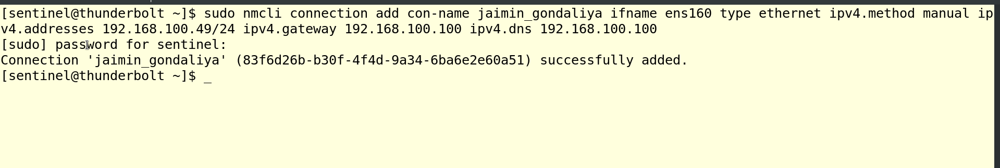 [sentinel@thunderbolt ~]$ sudo nmcli connection add con-name jaimin_gondaliya ifname ens160 type ethernet ipv4.method manual ip
v4.addresses 192.168.100.49/24 ipv4.gateway 192.168.100.100 ipv4.dns 192.168.100.100
[sudo] password for sentinel:
Connection 'jaimin_gondaliya' (83f6d26b-b30f-4f4d-9a34-6ba6e2e60a51) successfully added.
[sentinel@thunderbolt ~]$ _